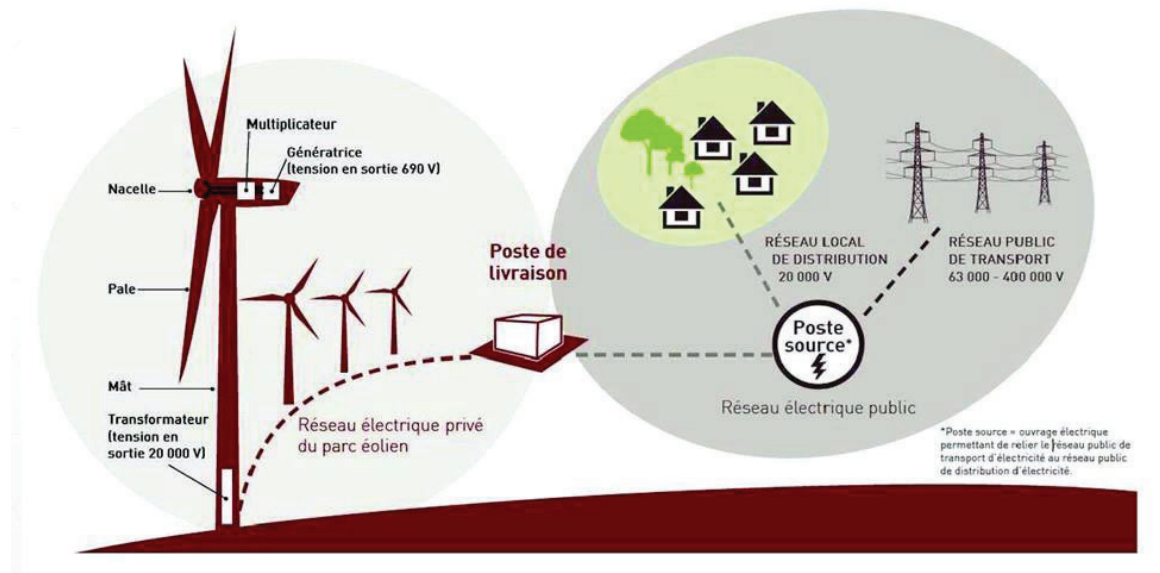 Multiplicateur
Génératrice
(tension en sortie 690 V)
Nacelle
Pale
Mât
Transformateur
(tension en
sortie 20 000 V)
Réseau électrique privé
du parc éolien
Poste de
livraison
RÉSEAU LOCAL
DE DISTRIBUTION
20 000 V
RÉSEAU PUBLIC
DE TRANSPORT
63 000 - 400 000 V
Poste
source*
Réseau électrique public
*Poste source = ouvrage électrique
permettant de relier le réseau public de
transport d'électricité au réseau public
de distribution d'électricité.